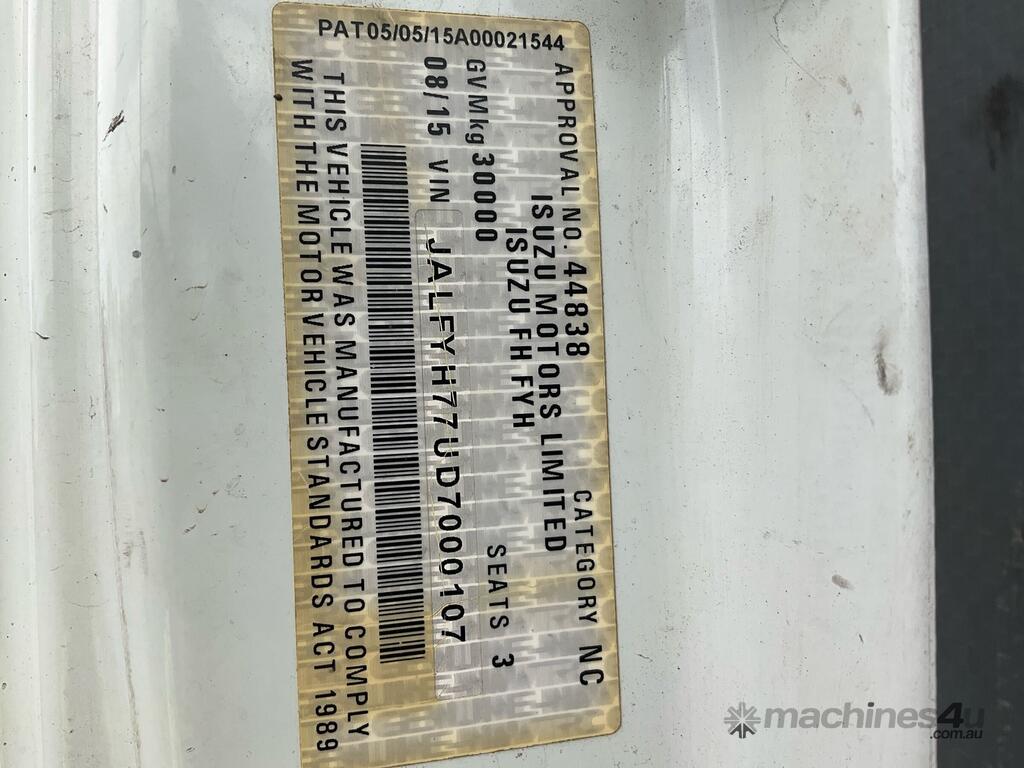 PAT05/05/15A00021544
APPROVAL NO. 44838 CATEGORY NC
ISUZU MOTORS LIMITED
ISUZU FH FYH
GVMkg 30000 SEATS 3
08/15 VN JALFYH77UD7000107
THIS VEHICLE WAS MANUFACTURED TO COMPLY
WITH THE MOTOR VEHICLE STANDARDS ACT 1989
machines4u
.com.au